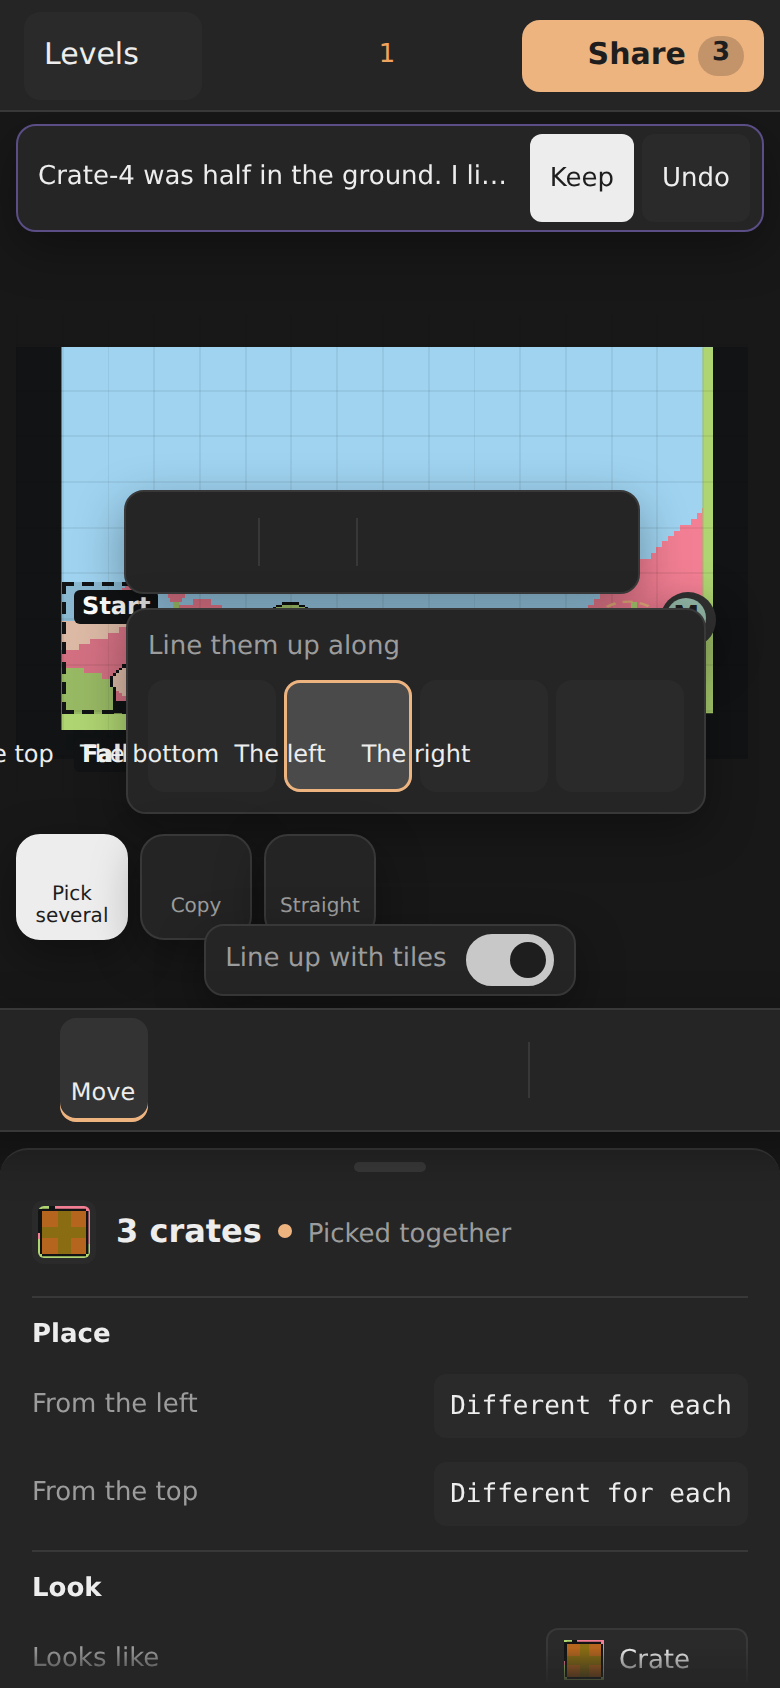 Levels
1
Share 3
Crate-4 was half in the ground. I li…
Keep
Undo
Start
Line them up along
e top
The bottom
The left
The right
Fall
Pick
several
Copy
Straight
Line up with tiles
Move
3 crates
Picked together
Place
From the left
Different for each
From the top
Different for each
Look
Looks like
Crate